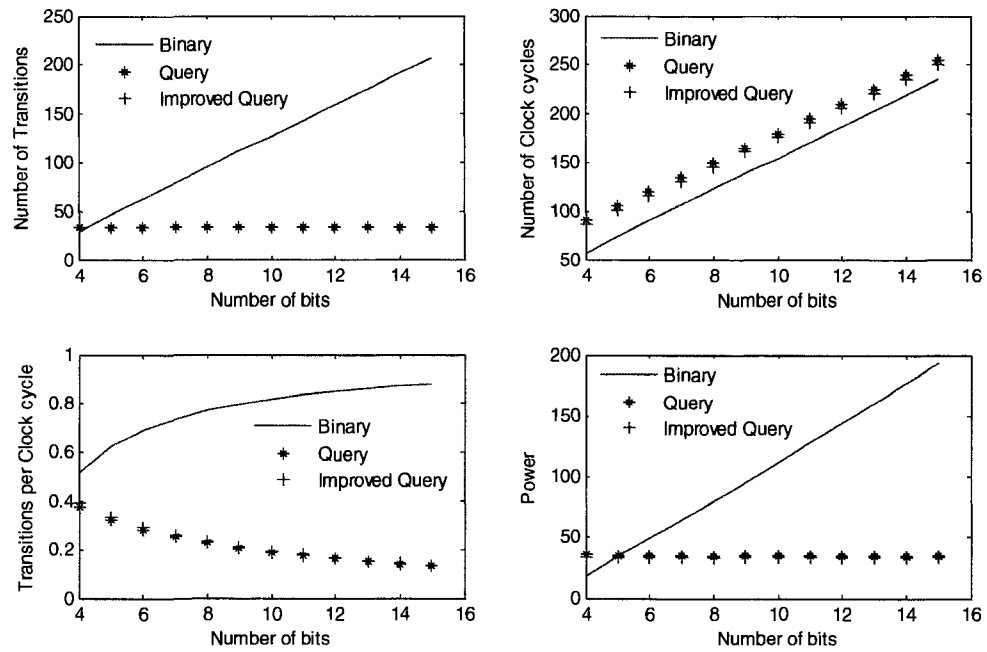 250
200
150
100
50
0
Number of Transitions
Binary
Query
Improved Query
4 6 8 10 12 14 16
Number of bits
300
250
200
150
100
50
Number of Clock cycles
Binary
Query
Improved Query
4 6 8 10 12 14 16
Number of bits
1
0.8
0.6
0.4
0.2
0
Transitions per Clock cycle
Binary
Query
Improved Query
4 6 8 10 12 14 16
Number of bits
200
150
100
50
0
Power
Binary
Query
Improved Query
4 6 8 10 12 14 16
Number of bits